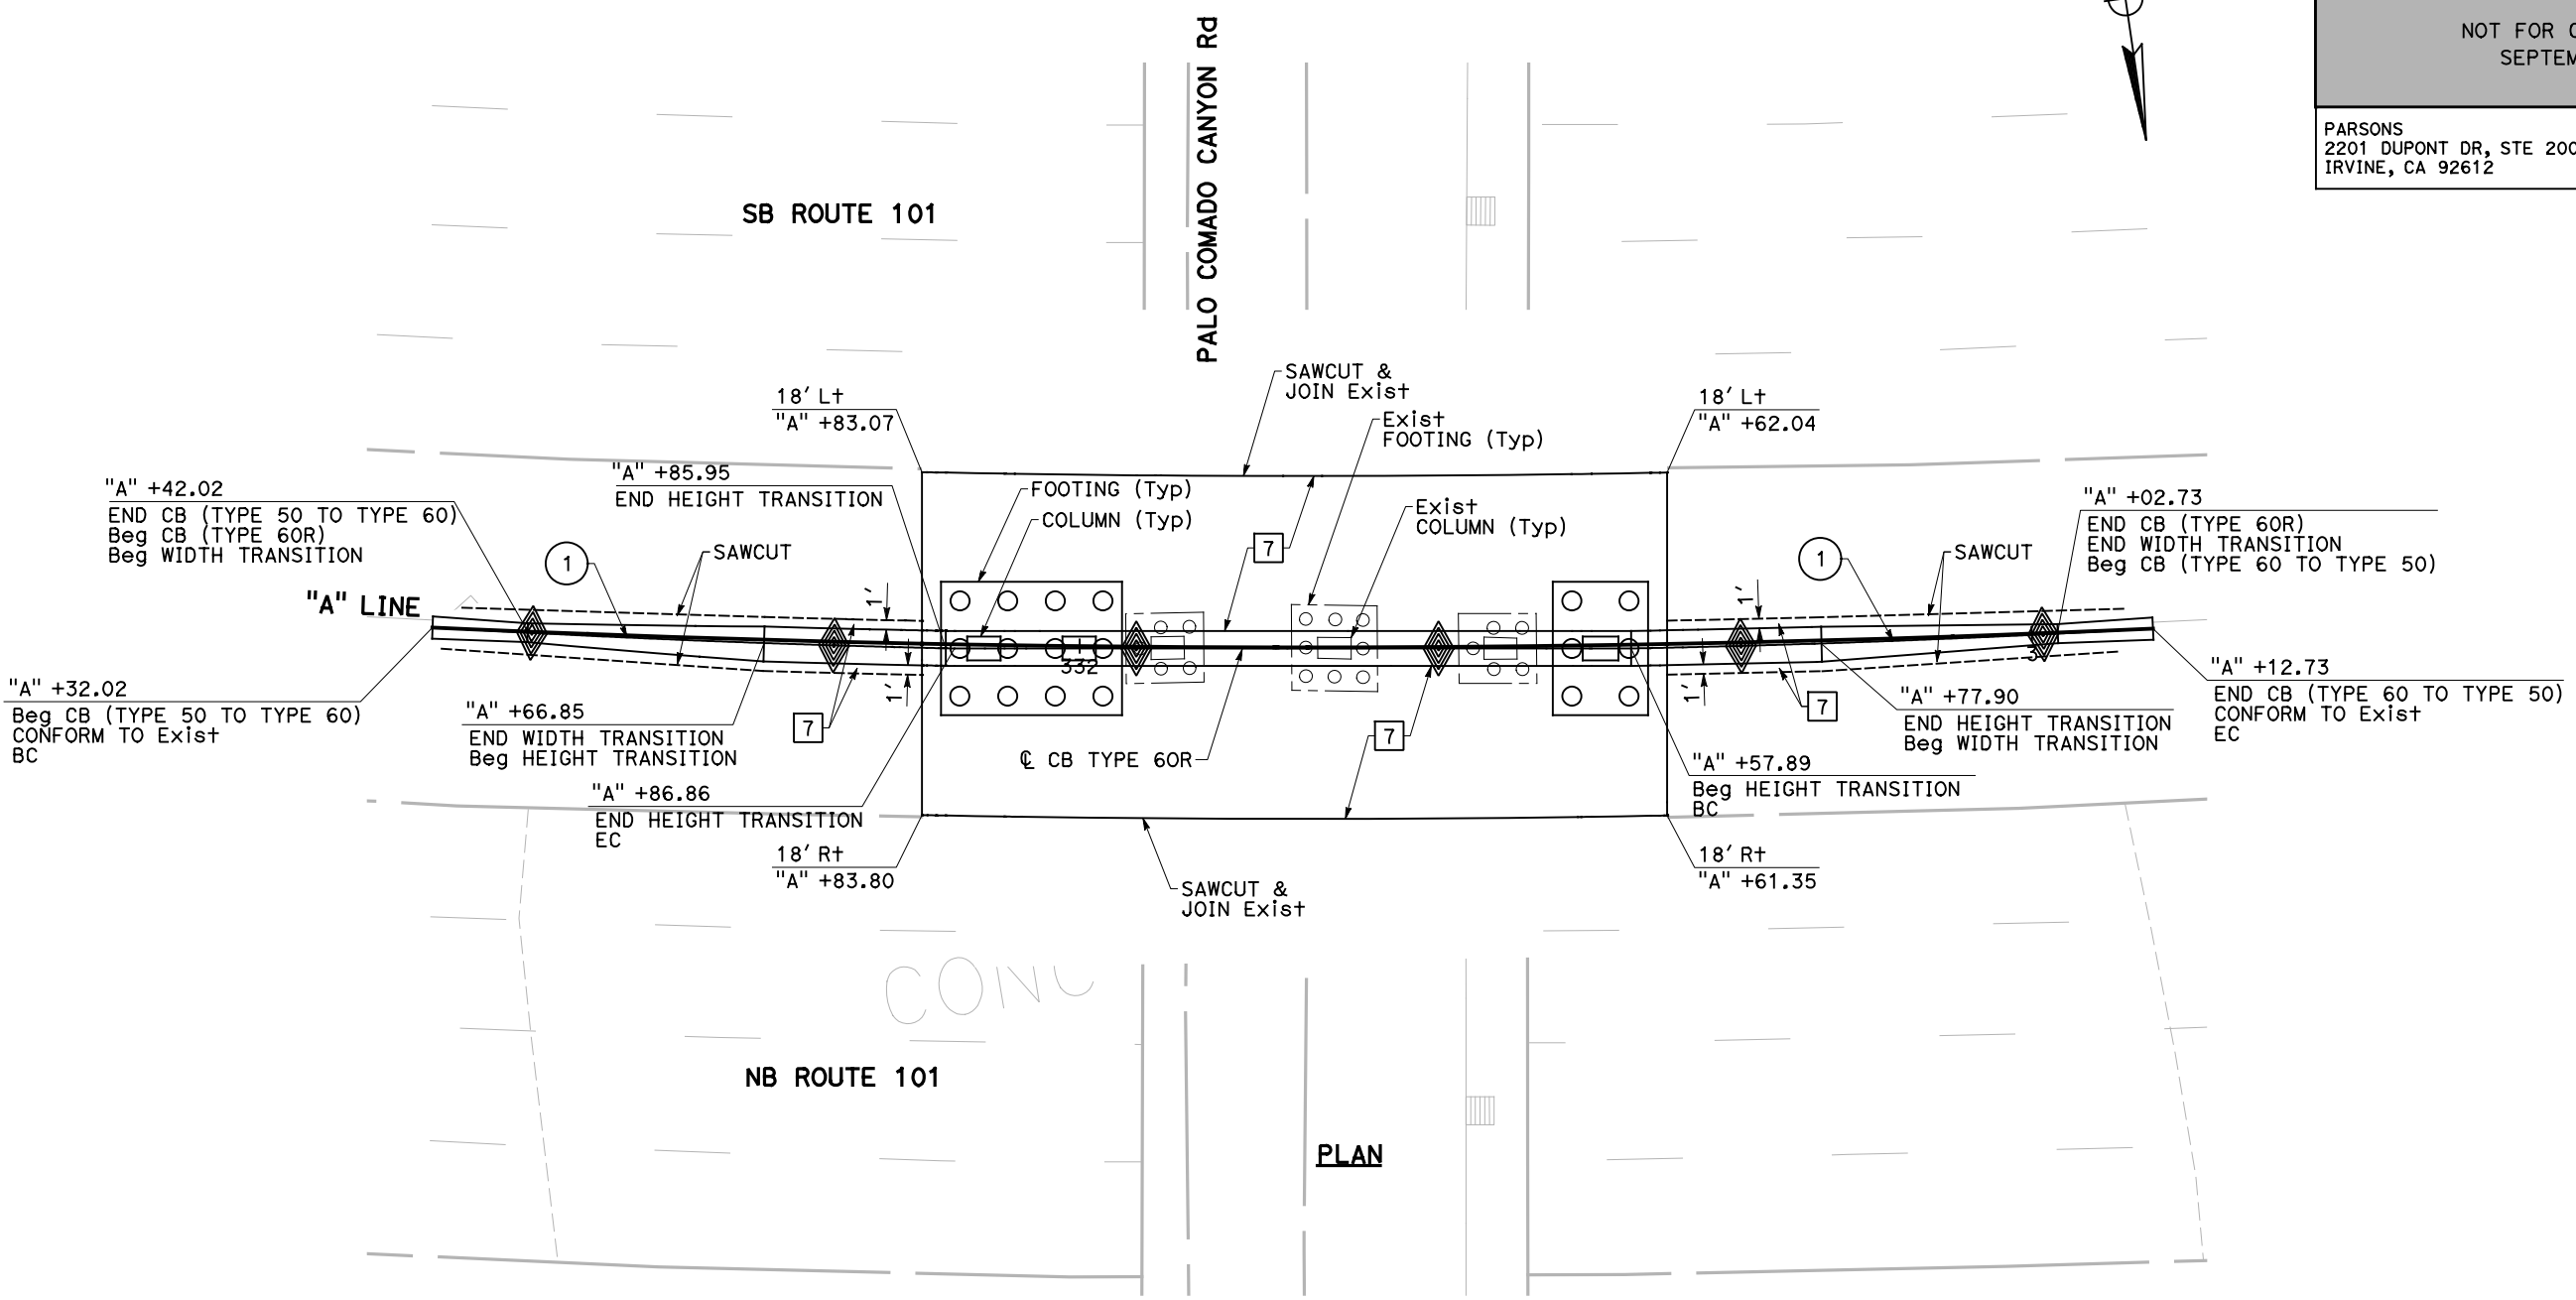 NOT FOR C
SEPTEM
PARSONS
2201 DUPONT DR, STE 200
IRVINE, CA 92612
PALO COMADO CANYON Rd
SB ROUTE 101
SAWCUT &
JOIN Exist
Exist
FOOTING (Typ)
18' Lt
"A" +83.07
18' Lt
"A" +62.04
"A" +85.95
END HEIGHT TRANSITION
"A" +42.02
END CB (TYPE 50 TO TYPE 60)
Beg CB (TYPE 60R)
Beg WIDTH TRANSITION
FOOTING (Typ)
COLUMN (Typ)
Exist
COLUMN (Typ)
"A" +02.73
END CB (TYPE 60R)
END WIDTH TRANSITION
Beg CB (TYPE 60 TO TYPE 50)
1
SAWCUT
7
1
SAWCUT
"A" LINE
1'
1'
332
3
"A" +32.02
Beg CB (TYPE 50 TO TYPE 60)
CONFORM TO Exist
BC
"A" +66.85
END WIDTH TRANSITION
Beg HEIGHT TRANSITION
7
1'
1'
7
7
"A" +77.90
END HEIGHT TRANSITION
Beg WIDTH TRANSITION
"A" +12.73
END CB (TYPE 60 TO TYPE 50)
CONFORM TO Exist
EC
℄ CB TYPE 60R
"A" +57.89
Beg HEIGHT TRANSITION
BC
"A" +86.86
END HEIGHT TRANSITION
EC
18' Rt
"A" +83.80
18' Rt
"A" +61.35
SAWCUT &
JOIN Exist
CONC
NB ROUTE 101
PLAN